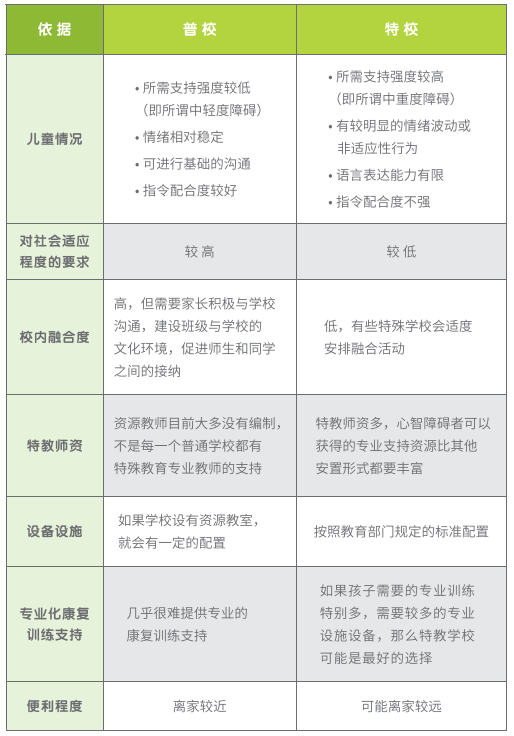 依据
普校
特校
儿童情况
• 所需支持强度较低
（即所谓中轻度障碍）
• 情绪相对稳定
• 可进行基础的沟通
• 指令配合度较好
• 所需支持强度较高
（即所谓中重度障碍）
• 有较明显的情绪波动或
非适应性行为
• 语言表达能力有限
• 指令配合度不强
对社会适应
程度的要求
较高
较低
校内融合度
高，但需要家长积极与学校
沟通，建设班级与学校的
文化环境，促进师生和同学
之间的接纳
低，有些特殊学校会适度
安排融合活动
特教师资
资源教师目前大多没有编制，
不是每一个普通学校都有
特殊教育专业教师的支持
特教师资多，心智障碍者可以
获得的专业支持资源比其他
安置形式都要丰富
设备设施
如果学校设有资源教室，
就会有一定的配置
按照教育部门规定的标准配置
专业化康复
训练支持
几乎很难提供专业的
康复训练支持
如果孩子需要的专业训练
特别多，需要较多的专业
设施设备，那么特教学校
可能是最好的选择
便利程度
离家较近
可能离家较远